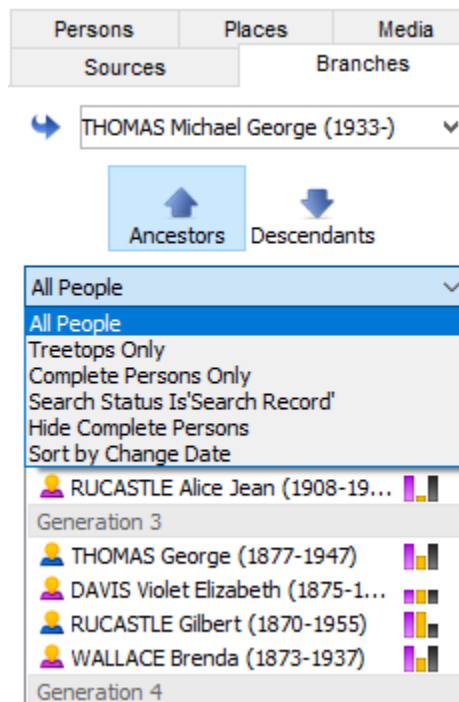 Persons Places Media
Sources Branches
THOMAS Michael George (1933-)
Ancestors Descendants
All People
All People
Treetops Only
Complete Persons Only
Search Status Is'Search Record'
Hide Complete Persons
Sort by Change Date
RUCASTLE Alice Jean (1908-19...
Generation 3
THOMAS George (1877-1947)
DAVIS Violet Elizabeth (1875-1...
RUCASTLE Gilbert (1870-1955)
WALLACE Brenda (1873-1937)
Generation 4